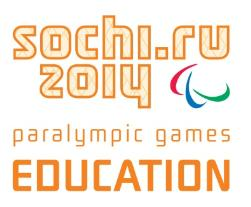 sochi.ru
2014
paralympic games
EDUCATION